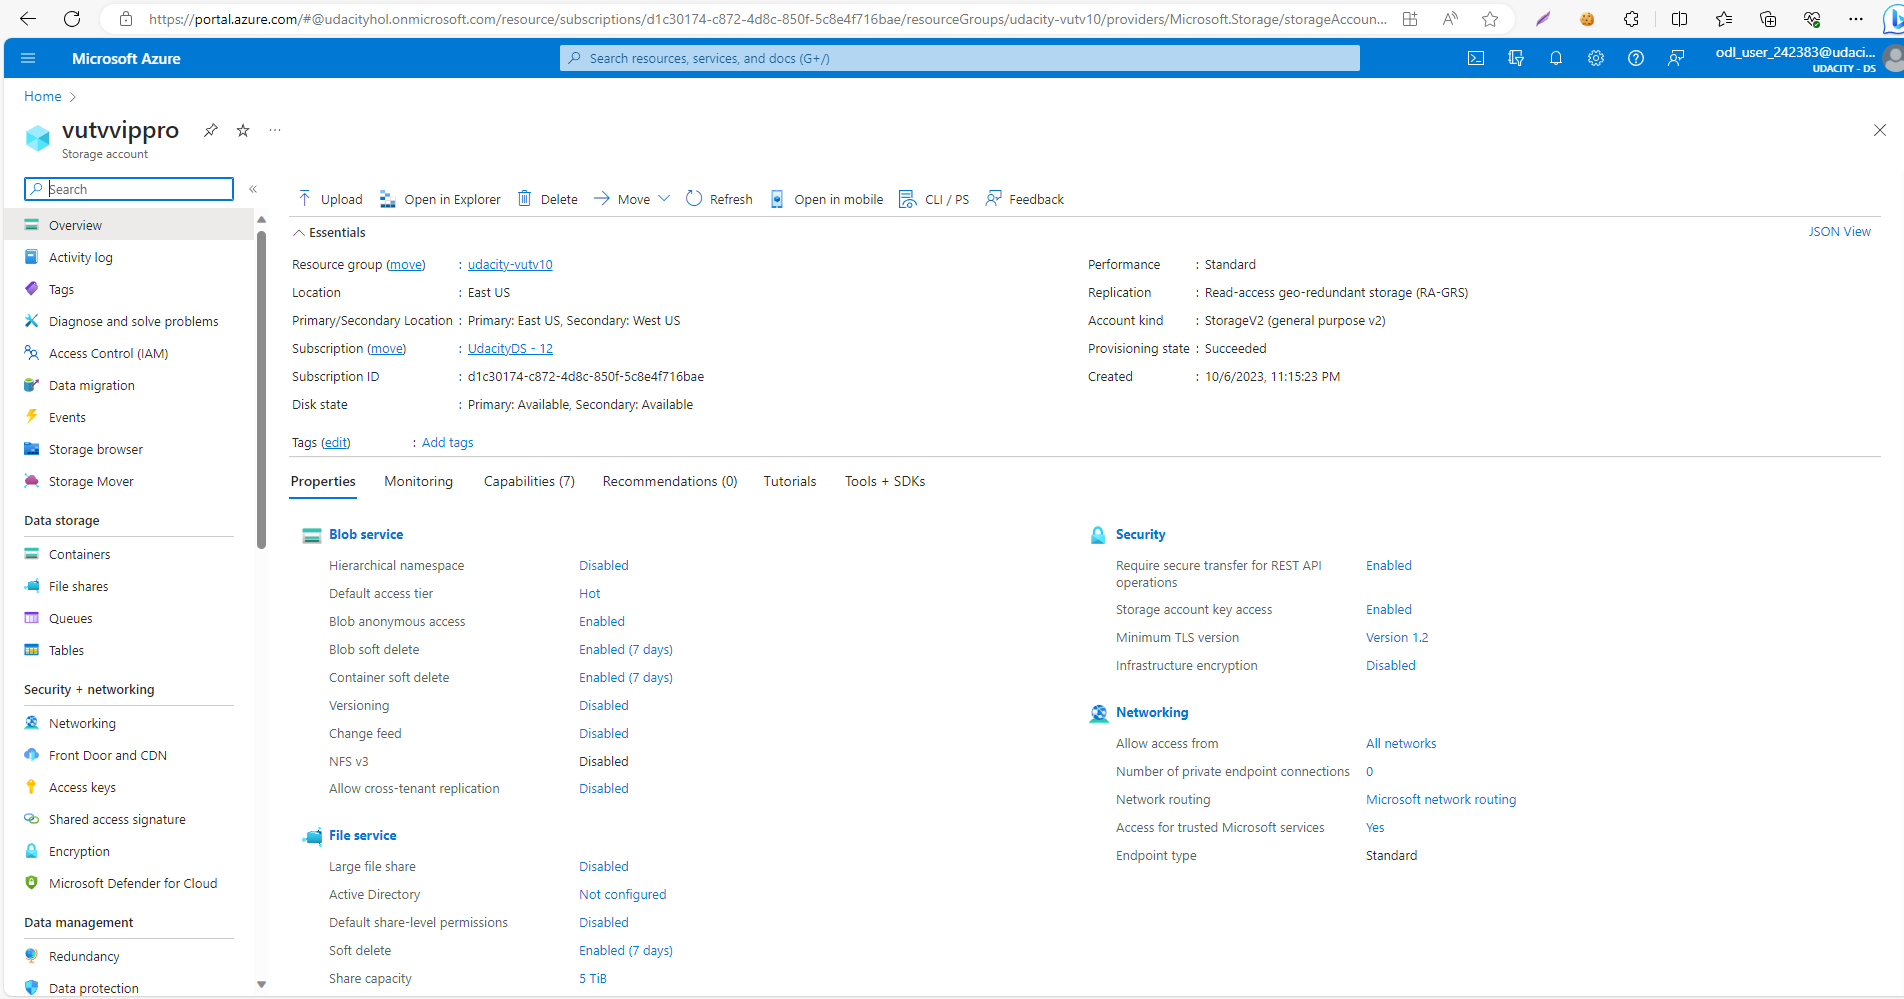 https://portal.azure.com/#@udacityhol.onmicrosoft.com/resource/subscriptions/d1c30174-c872-4d8c-850f-5c8e4f716bae/resourceGroups/udacity-vutv10/providers/Microsoft.Storage/storageAccoun...
Microsoft Azure
Search resources, services, and docs (G+/)
odl_user_242383@udaci...
UDACITY - DS
Home
vutvvippro
Storage account
Search
Overview
Activity log
Tags
Diagnose and solve problems
Access Control (IAM)
Data migration
Events
Storage browser
Storage Mover
Data storage
Containers
File shares
Queues
Tables
Security + networking
Networking
Front Door and CDN
Access keys
Shared access signature
Encryption
Microsoft Defender for Cloud
Data management
Redundancy
Data protection
Upload Open in Explorer Delete Move Refresh Open in mobile CLI / PS Feedback
Essentials
JSON View
Resource group (move) : udacity-vutv10
Location : East US
Primary/Secondary Location : Primary: East US, Secondary: West US
Subscription (move) : UdacityDS - 12
Subscription ID : d1c30174-c872-4d8c-850f-5c8e4f716bae
Disk state : Primary: Available, Secondary: Available
Tags (edit) : Add tags
Performance : Standard
Replication : Read-access geo-redundant storage (RA-GRS)
Account kind : StorageV2 (general purpose v2)
Provisioning state : Succeeded
Created : 10/6/2023, 11:15:23 PM
Properties Monitoring Capabilities (7) Recommendations (0) Tutorials Tools + SDKs
Blob service
Hierarchical namespace Disabled
Default access tier Hot
Blob anonymous access Enabled
Blob soft delete Enabled (7 days)
Container soft delete Enabled (7 days)
Versioning Disabled
Change feed Disabled
NFS v3 Disabled
Allow cross-tenant replication Disabled
File service
Large file share Disabled
Active Directory Not configured
Default share-level permissions Disabled
Soft delete Enabled (7 days)
Share capacity 5 TiB
Security
Require secure transfer for REST API Enabled
operations
Storage account key access Enabled
Minimum TLS version Version 1.2
Infrastructure encryption Disabled
Networking
Allow access from All networks
Number of private endpoint connections 0
Network routing Microsoft network routing
Access for trusted Microsoft services Yes
Endpoint type Standard